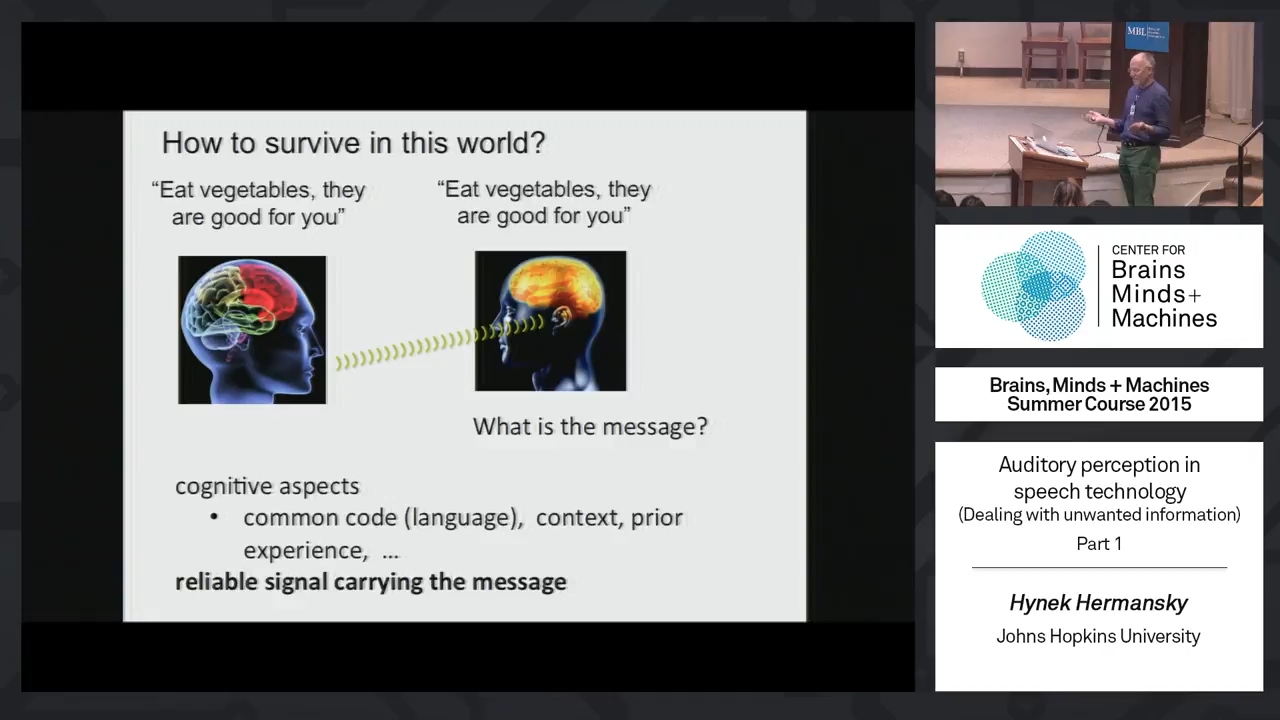 How to survive in this world?
“Eat vegetables, they
are good for you”
“Eat vegetables, they
are good for you”
What is the message?
cognitive aspects
• common code (language), context, prior
experience, ...
reliable signal carrying the message
MBL
CENTER FOR
Brains
Minds+
Machines
Brains, Minds + Machines
Summer Course 2015
Auditory perception in
speech technology
(Dealing with unwanted information)
Part 1
Hynek Hermansky
Johns Hopkins University